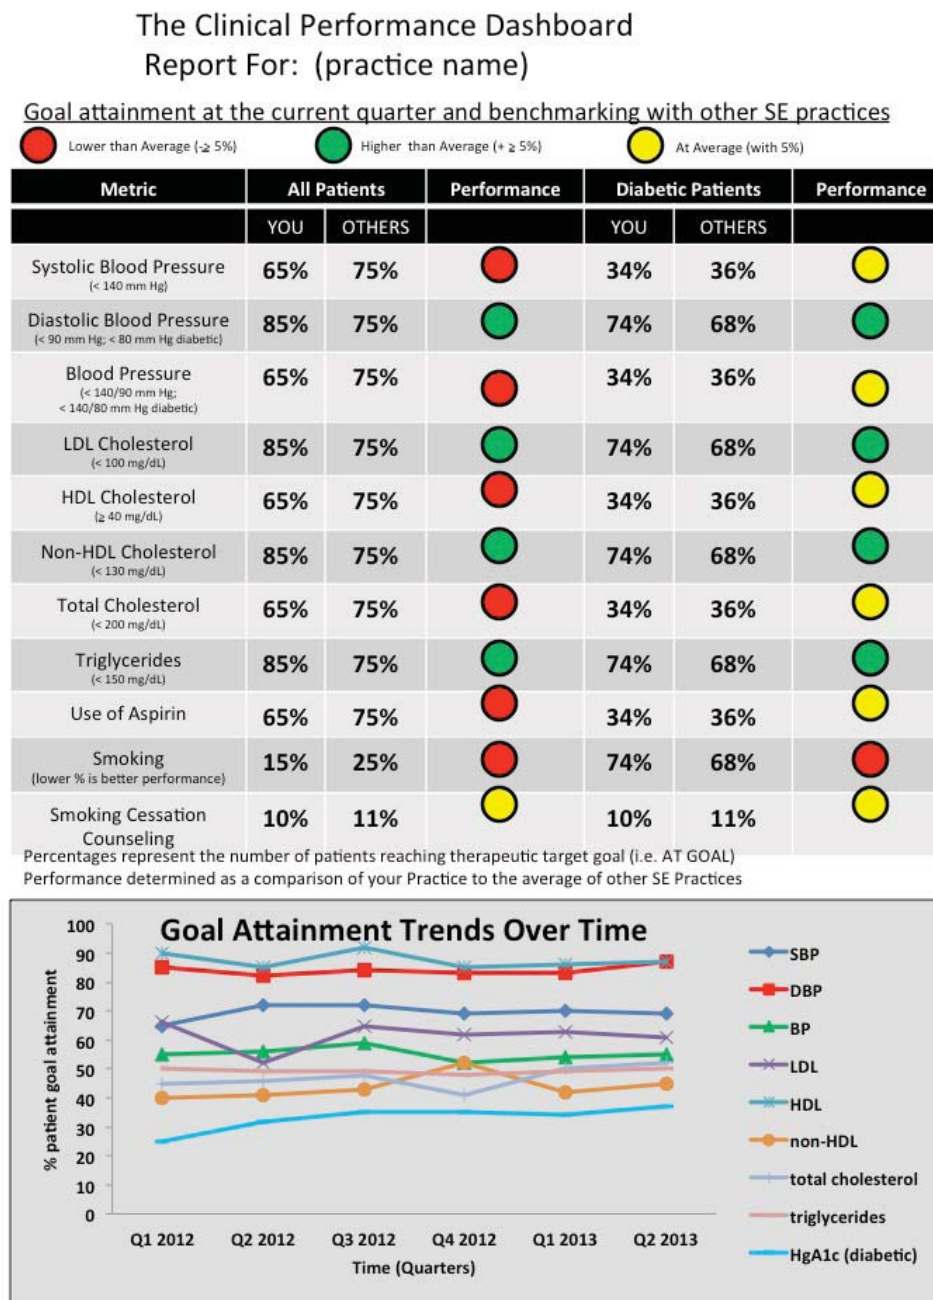 The Clinical Performance Dashboard
Report For: (practice name)
Goal attainment at the current quarter and benchmarking with other SE practices
Lower than Average (-≥ 5%) Higher than Average (+ ≥ 5%) At Average (with 5%)
Metric All Patients Performance Diabetic Patients Performance
YOU OTHERS YOU OTHERS
Systolic Blood Pressure 65% 75% 34% 36%
(< 140 mm Hg)
Diastolic Blood Pressure 85% 75% 74% 68%
(< 90 mm Hg; < 80 mm Hg diabetic)
Blood Pressure 65% 75% 34% 36%
(< 140/90 mm Hg;
< 140/80 mm Hg diabetic)
LDL Cholesterol 85% 75% 74% 68%
(< 100 mg/dL)
HDL Cholesterol 65% 75% 34% 36%
(≥ 40 mg/dL)
Non-HDL Cholesterol 85% 75% 74% 68%
(< 130 mg/dL)
Total Cholesterol 65% 75% 34% 36%
(< 200 mg/dL)
Triglycerides 85% 75% 74% 68%
(< 150 mg/dL)
Use of Aspirin 65% 75% 34% 36%
Smoking 15% 25% 74% 68%
(lower % is better performance)
Smoking Cessation 10% 11% 10% 11%
Counseling
Percentages represent the number of patients reaching therapeutic target goal (i.e. AT GOAL)
Performance determined as a comparison of your Practice to the average of other SE Practices
Goal Attainment Trends Over Time
% patient goal attainment
100
90
80
70
60
50
40
30
20
10
0
Q1 2012 Q2 2012 Q3 2012 Q4 2012 Q1 2013 Q2 2013
Time (Quarters)
SBP
DBP
BP
LDL
HDL
non-HDL
total cholesterol
triglycerides
HgA1c (diabetic)